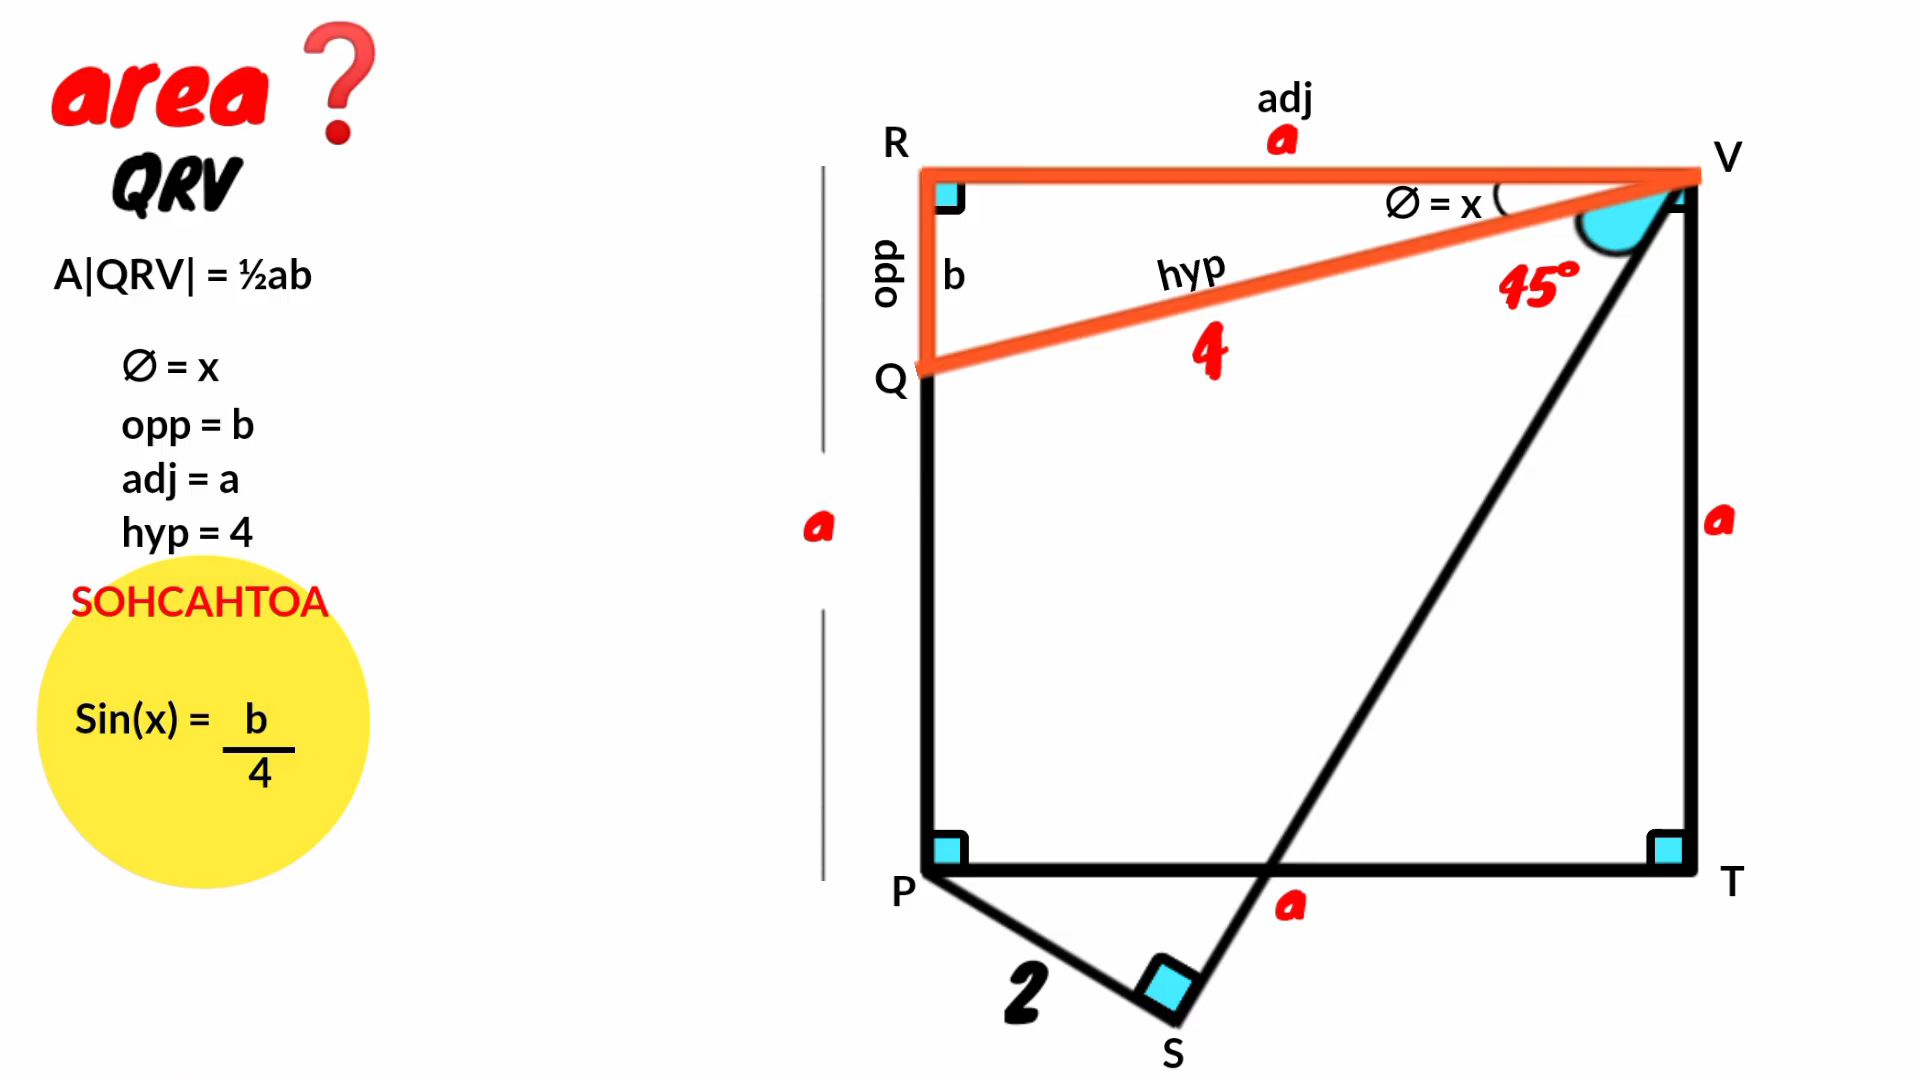 area ❓
QRV
A|QRV| = ½ab
∅ = x
opp = b
adj = a
hyp = 4
SOHCAHTOA
Sin(x) = b
4
adj
a
R
V
∅ = x
opp
b
hyp
45°
4
Q
a
a
P
T
a
2
S